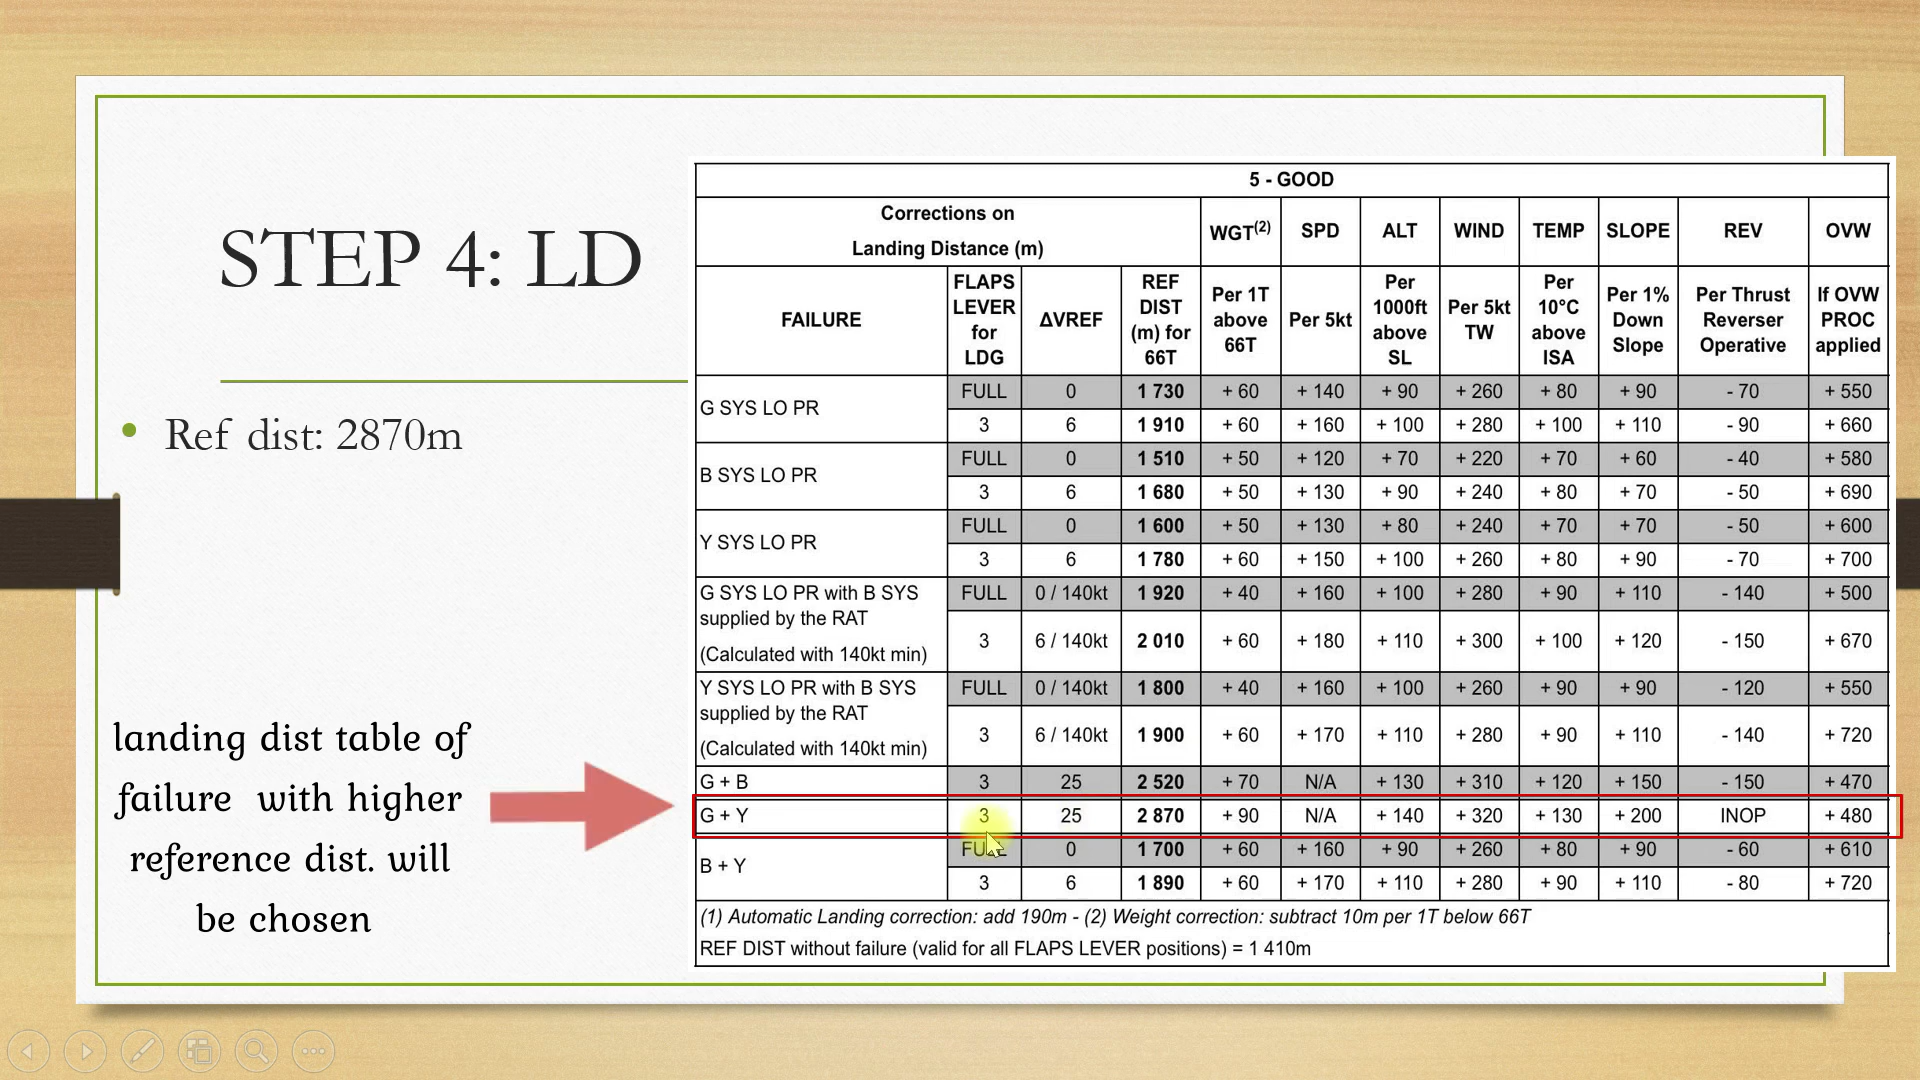 STEP 4: LD
• Ref dist: 2870m
landing dist table of
failure with higher
reference dist. will
be chosen
5 - GOOD
Corrections on
Landing Distance (m)
WGT(2) SPD ALT WIND TEMP SLOPE REV OVW
FAILURE
FLAPS LEVER for LDG
ΔVREF
REF DIST (m) for 66T
Per 1T above 66T
Per 5kt
Per 1000ft above SL
Per 5kt TW
Per 10°C above ISA
Per 1% Down Slope
Per Thrust Reverser Operative
If OVW PROC applied
G SYS LO PR
FULL 0 1 730 + 60 + 140 + 90 + 260 + 80 + 90 - 70 + 550
3 6 1 910 + 60 + 160 + 100 + 280 + 100 + 110 - 90 + 660
B SYS LO PR
FULL 0 1 510 + 50 + 120 + 70 + 220 + 70 + 60 - 40 + 580
3 6 1 680 + 50 + 130 + 90 + 240 + 80 + 70 - 50 + 690
Y SYS LO PR
FULL 0 1 600 + 50 + 130 + 80 + 240 + 70 + 70 - 50 + 600
3 6 1 780 + 60 + 150 + 100 + 260 + 80 + 90 - 70 + 700
G SYS LO PR with B SYS
supplied by the RAT
(Calculated with 140kt min)
FULL 0 / 140kt 1 920 + 40 + 160 + 100 + 280 + 90 + 110 - 140 + 500
3 6 / 140kt 2 010 + 60 + 180 + 110 + 300 + 100 + 120 - 150 + 670
Y SYS LO PR with B SYS
supplied by the RAT
(Calculated with 140kt min)
FULL 0 / 140kt 1 800 + 40 + 160 + 100 + 260 + 90 + 90 - 120 + 550
3 6 / 140kt 1 900 + 60 + 170 + 110 + 280 + 90 + 110 - 140 + 720
G + B 3 25 2 520 + 70 N/A + 130 + 310 + 120 + 150 - 150 + 470
G + Y 3 25 2 870 + 90 N/A + 140 + 320 + 130 + 200 INOP + 480
B + Y
FULL 0 1 700 + 60 + 160 + 90 + 260 + 80 + 90 - 60 + 610
3 6 1 890 + 60 + 170 + 110 + 280 + 90 + 110 - 80 + 720
(1) Automatic Landing correction: add 190m - (2) Weight correction: subtract 10m per 1T below 66T
REF DIST without failure (valid for all FLAPS LEVER positions) = 1 410m